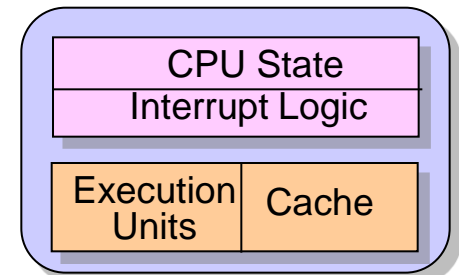 CPU State
Interrupt Logic
Execution
Units
Cache